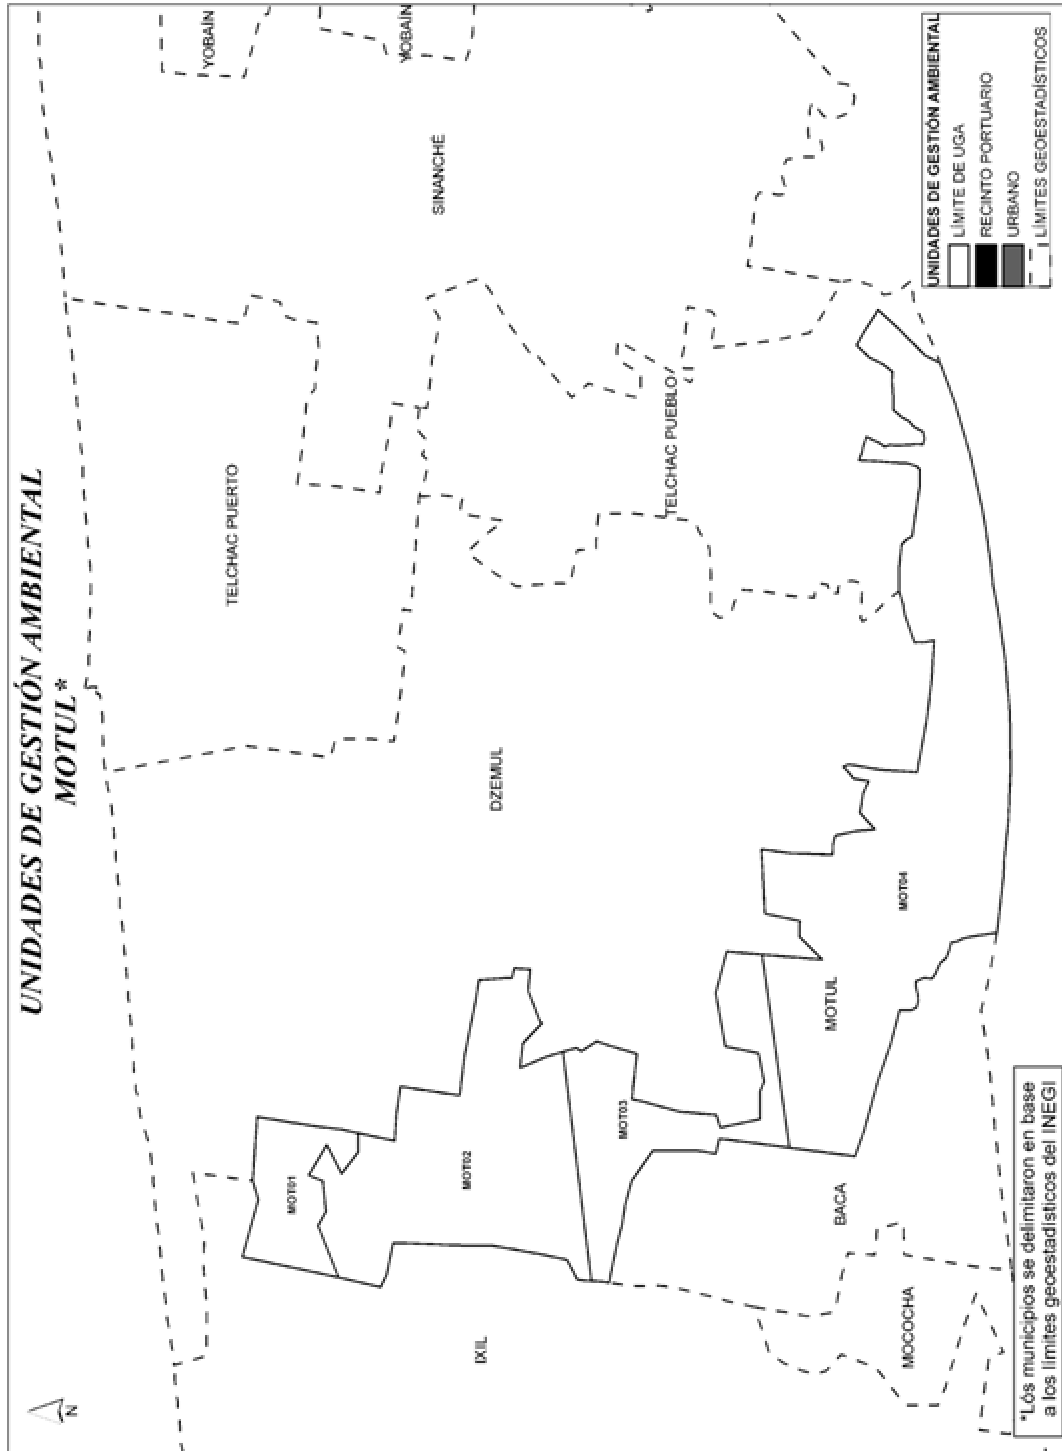 UNIDADES DE GESTIÓN AMBIENTAL
MOTUL*
N
YOBAÍN
YOBAÍN
SINANCHÉ
TELCHAC PUERTO
TELCHAC PUEBLO
DZEMUL
MOT01
MOT02
MOT03
MOT04
MOTUL
IXIL
BACA
MOCOCHA
UNIDADES DE GESTIÓN AMBIENTAL
LÍMITE DE UGA
RECINTO PORTUARIO
URBANO
LÍMITES GEOESTADÍSTICOS
*Los municipios se delimitaron en base
a los límites geoestadísticos del INEGI